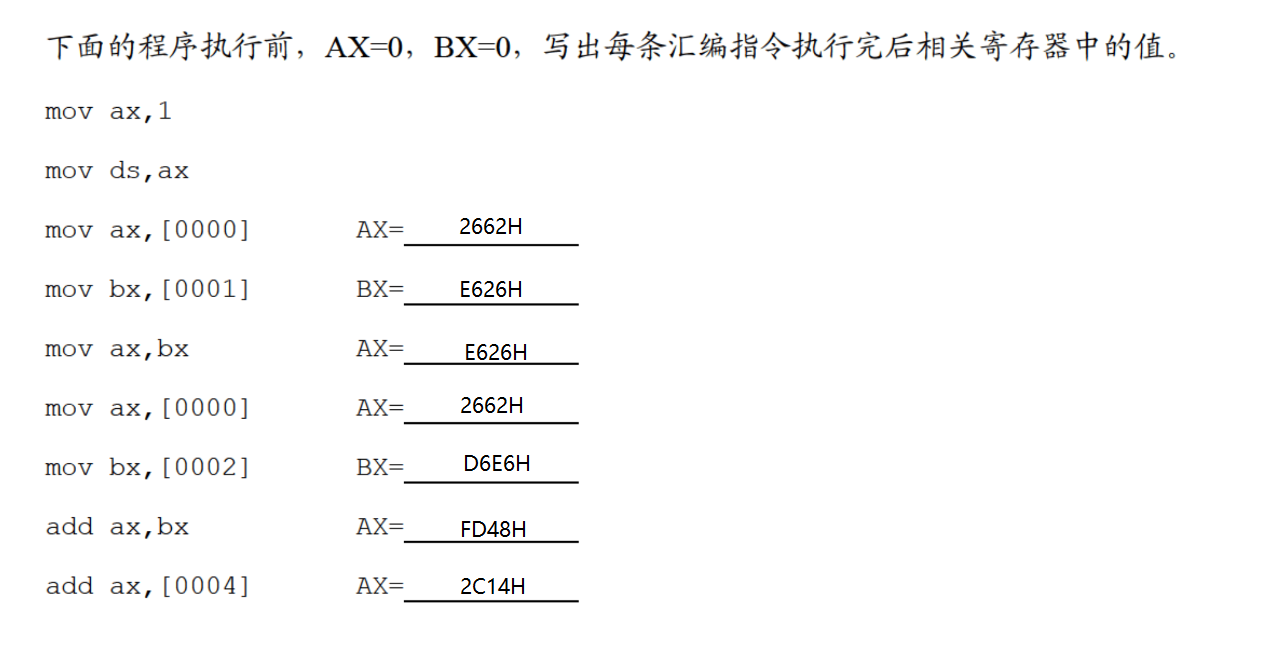 下面的程序执行前，AX=0，BX=0，写出每条汇编指令执行完后相关寄存器中的值。
mov ax,1
mov ds,ax
mov ax,[0000] AX= 2662H
mov bx,[0001] BX= E626H
mov ax,bx AX= E626H
mov ax,[0000] AX= 2662H
mov bx,[0002] BX= D6E6H
add ax,bx AX= FD48H
add ax,[0004] AX= 2C14H